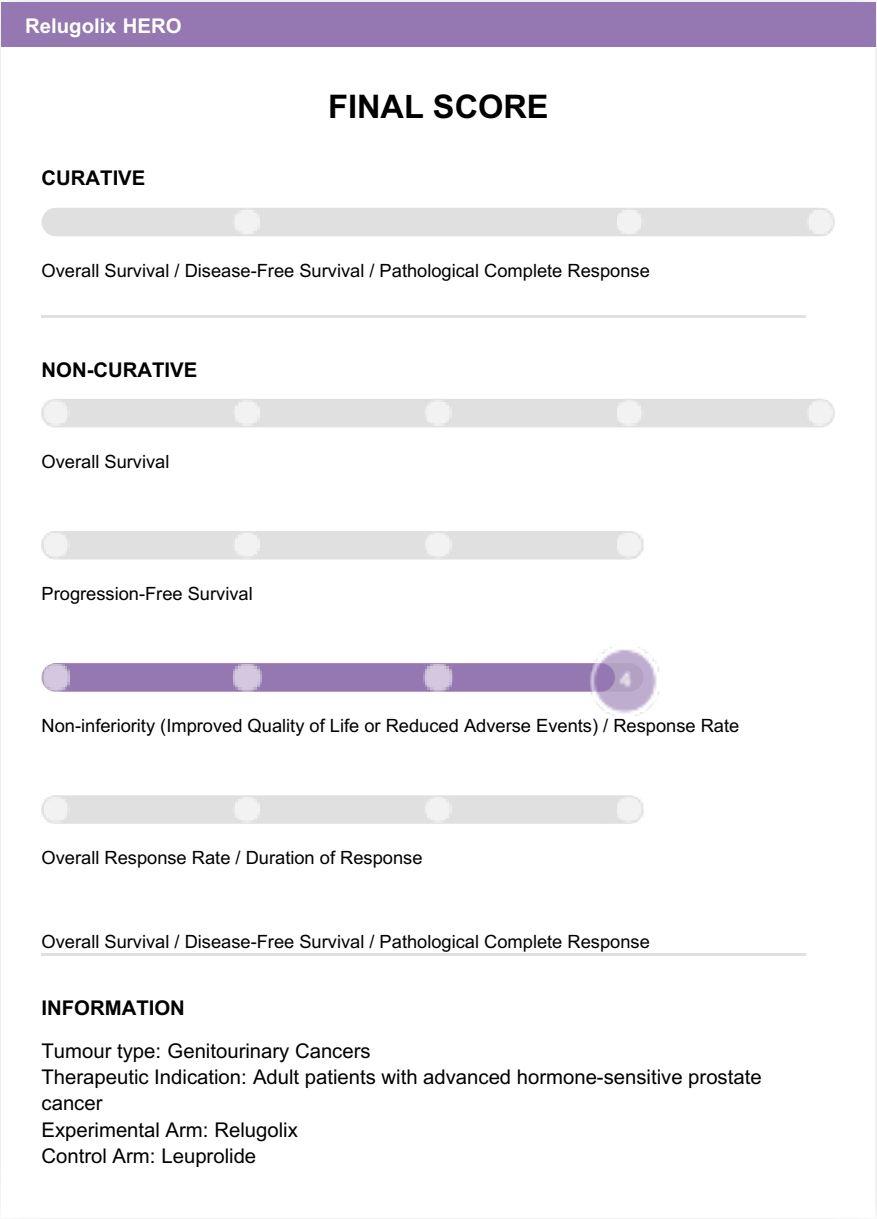 Relugolix HERO
FINAL SCORE
CURATIVE
Overall Survival / Disease-Free Survival / Pathological Complete Response
NON-CURATIVE
Overall Survival
Progression-Free Survival
4
Non-inferiority (Improved Quality of Life or Reduced Adverse Events) / Response Rate
Overall Response Rate / Duration of Response
Overall Survival / Disease-Free Survival / Pathological Complete Response
INFORMATION
Tumour type: Genitourinary Cancers
Therapeutic Indication: Adult patients with advanced hormone-sensitive prostate
cancer
Experimental Arm: Relugolix
Control Arm: Leuprolide